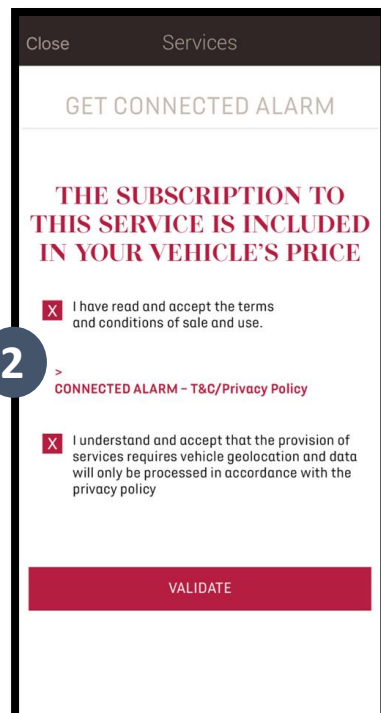 Close Services
GET CONNECTED ALARM
THE SUBSCRIPTION TO
THIS SERVICE IS INCLUDED
IN YOUR VEHICLE'S PRICE
X I have read and accept the terms
and conditions of sale and use.
2
>
CONNECTED ALARM – T&C/Privacy Policy
X I understand and accept that the provision of
services requires vehicle geolocation and data
will only be processed in accordance with the
privacy policy
VALIDATE